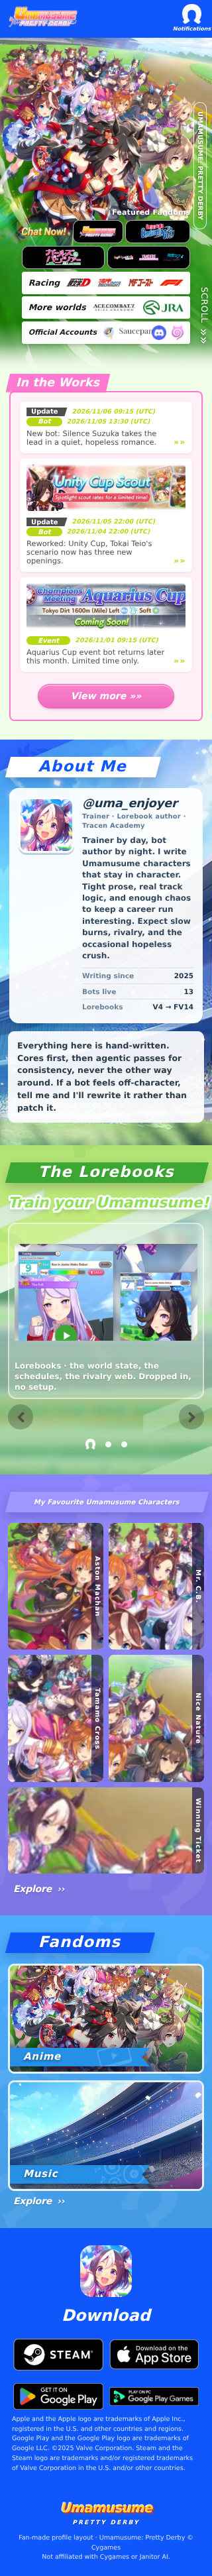 Umamusume
PRETTY DERBY
Notifications
UMAMUSUME: PRETTY DERBY
Featured Fandoms
Chat Now!
Racing
More worlds
ACE COMBAT 7
JRA
Official Accounts
Saucepan
SCROLL »»
In the Works
Update
2026/11/06 09:15 (UTC)
Bot
2026/11/05 13:30 (UTC)
New bot: Silence Suzuka takes the
lead in a quiet, hopeless romance.
»»
Unity Cup Scout
Spotlight scout rates for a limited time!
Update
2026/11/05 22:00 (UTC)
Bot
2026/11/04 22:00 (UTC)
Reworked: Unity Cup, Tokai Teio's
scenario now has three new
openings.
»»
Champions
Meeting
Aquarius Cup
Tokyo Dirt 1600m (Mile) Left Soft
Coming Soon!
Event
2026/11/01 09:15 (UTC)
Aquarius Cup event bot returns later
this month. Limited time only.
»»
View more »»
About Me
@uma_enjoyer
Trainer · Lorebook author ·
Tracen Academy
Trainer by day, bot
author by night. I write
Umamusume characters
that stay in character.
Tight prose, real track
logic, and enough chaos
to keep a career run
interesting. Expect slow
burns, rivalry, and the
occasional hopeless
crush.
Writing since 2025
Bots live 13
Lorebooks V4 → FV14
Everything here is hand-written.
Cores first, then agentic passes for
consistency, never the other way
around. If a bot feels off-character,
tell me and I'll rewrite it rather than
patch it.
The Lorebooks
Train your Umamusume!
Lorebooks · the world state, the
schedules, the rivalry web. Dropped in,
no setup.
My Favourite Umamusume Characters
Aston Machan
Mr. C.B.
Tamamo Cross
Nice Nature
Winning Ticket
Explore ››
Fandoms
Anime
Music
Explore ››
Download
STEAM
Download on the
App Store
GET IT ON
Google Play
PLAY ON PC
Google Play Games
Apple and the Apple logo are trademarks of Apple Inc.,
registered in the U.S. and other countries and regions.
Google Play and the Google Play logo are trademarks of
Google LLC. ©2025 Valve Corporation. Steam and the
Steam logo are trademarks and/or registered trademarks
of Valve Corporation in the U.S. and/or other countries.
Umamusume
PRETTY DERBY
Fan-made profile layout · Umamusume: Pretty Derby ©
Cygames
Not affiliated with Cygames or Janitor AI.